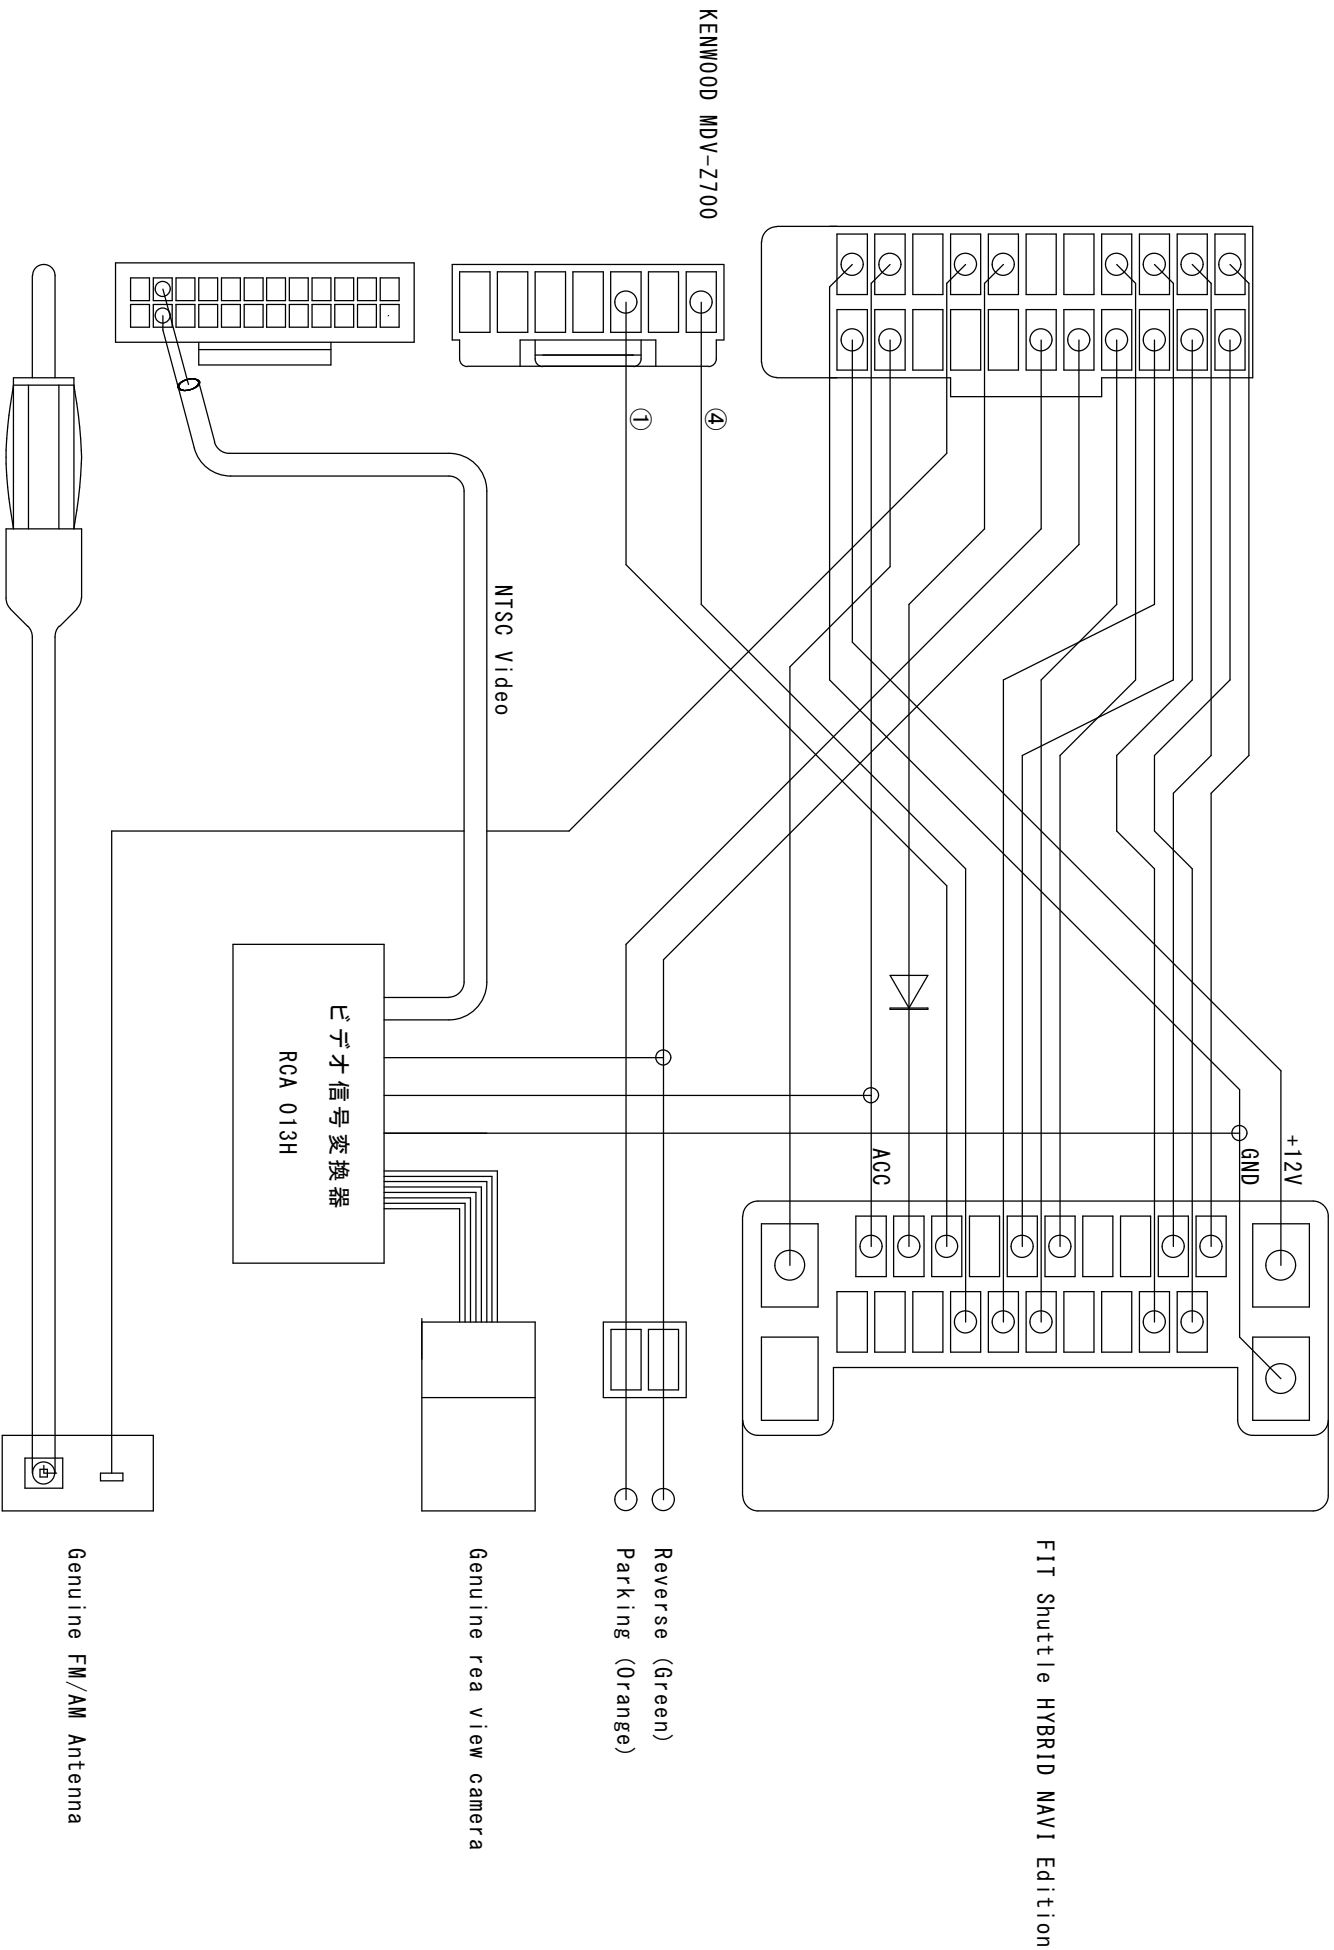 KENWOOD MDV-Z700
FIT Shuttle HYBRID NAVI Edition
+12V
GND
ACC
④
①
Reverse (Green)
Parking (Orange)
NTSC Video
Genuine rea view camera
ビデオ信号変換器
RCA 013H
Genuine FM/AM Antenna